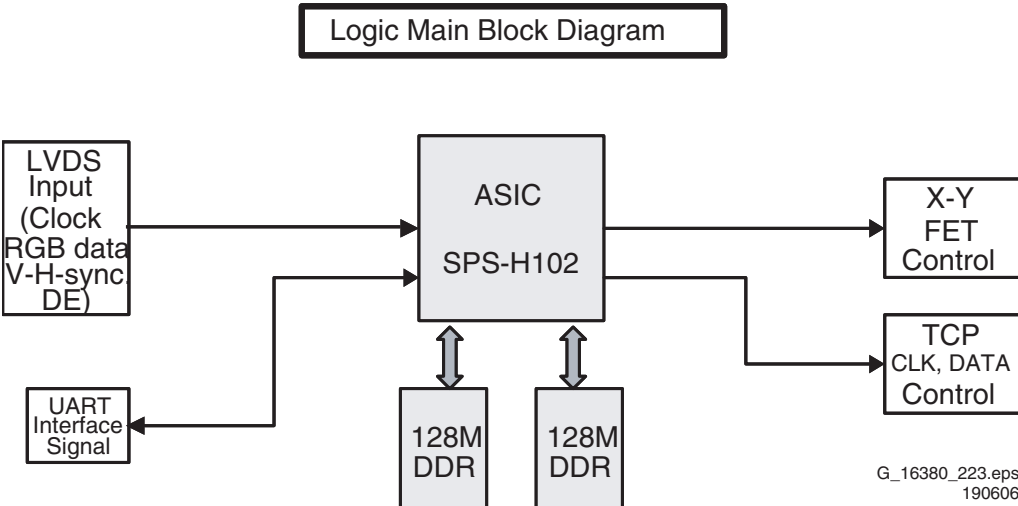 Logic Main Block Diagram
LVDS
Input
(Clock
RGB data
V-H-sync.
DE)
ASIC
SPS-H102
X-Y
FET
Control
TCP
CLK, DATA
Control
UART
Interface
Signal
128M
DDR
128M
DDR
G_16380_223.eps
190606